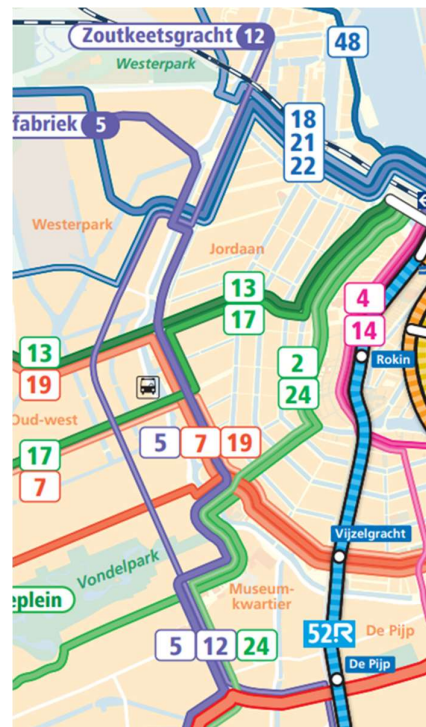 Zoutkeetsgracht 12
48
Westerpark
fabriek 5
18
21
22
Westerpark
Jordaan
13
17
4
14
Rokin
13
19
2
24
Oud-west
17
7
5 7 19
Vijzelgracht
Vondelpark
Museum-
kwartier
eplein
52
De Pijp
5 12 24
De Pijp